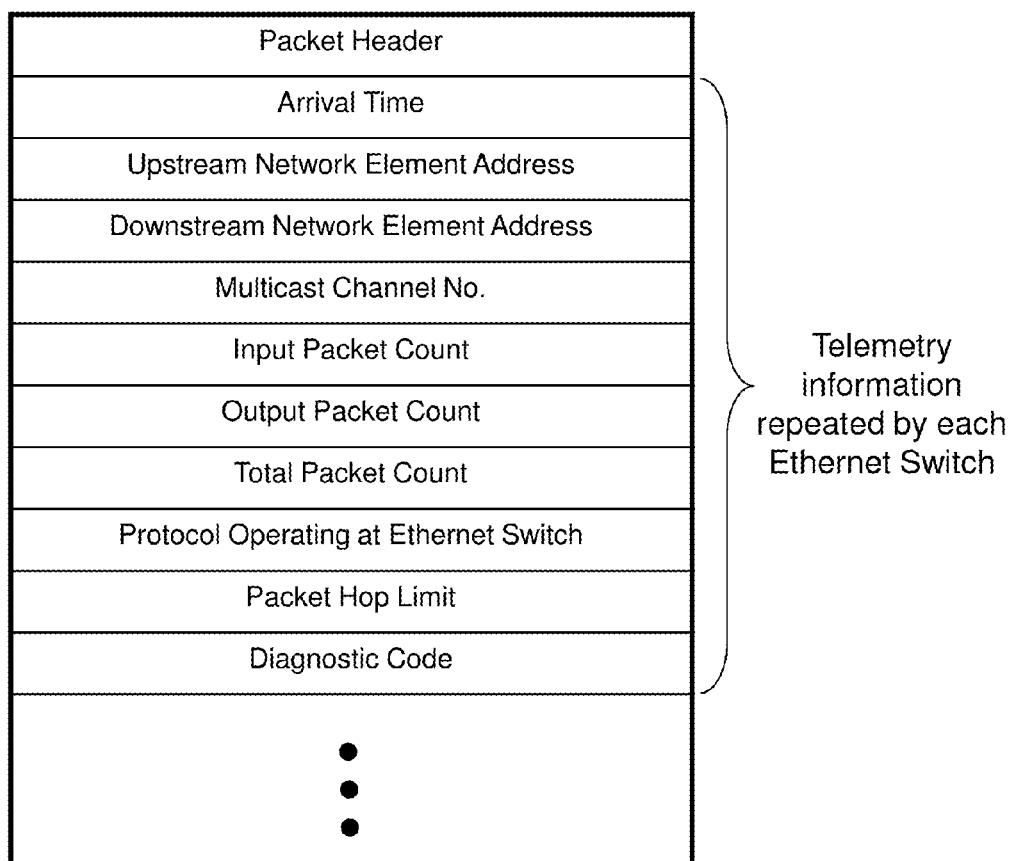 Packet Header
Arrival Time
Upstream Network Element Address
Downstream Network Element Address
Multicast Channel No.
Input Packet Count
Output Packet Count
Total Packet Count
Protocol Operating at Ethernet Switch
Packet Hop Limit
Diagnostic Code
Telemetry
information
repeated by each
Ethernet Switch